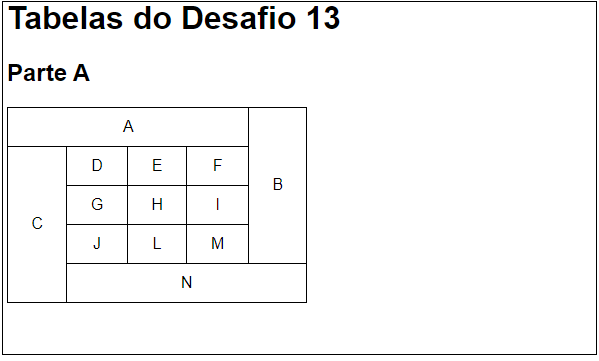 Tabelas do Desafio 13
Parte A
A
B
C
D E F
G H I
J L M
N